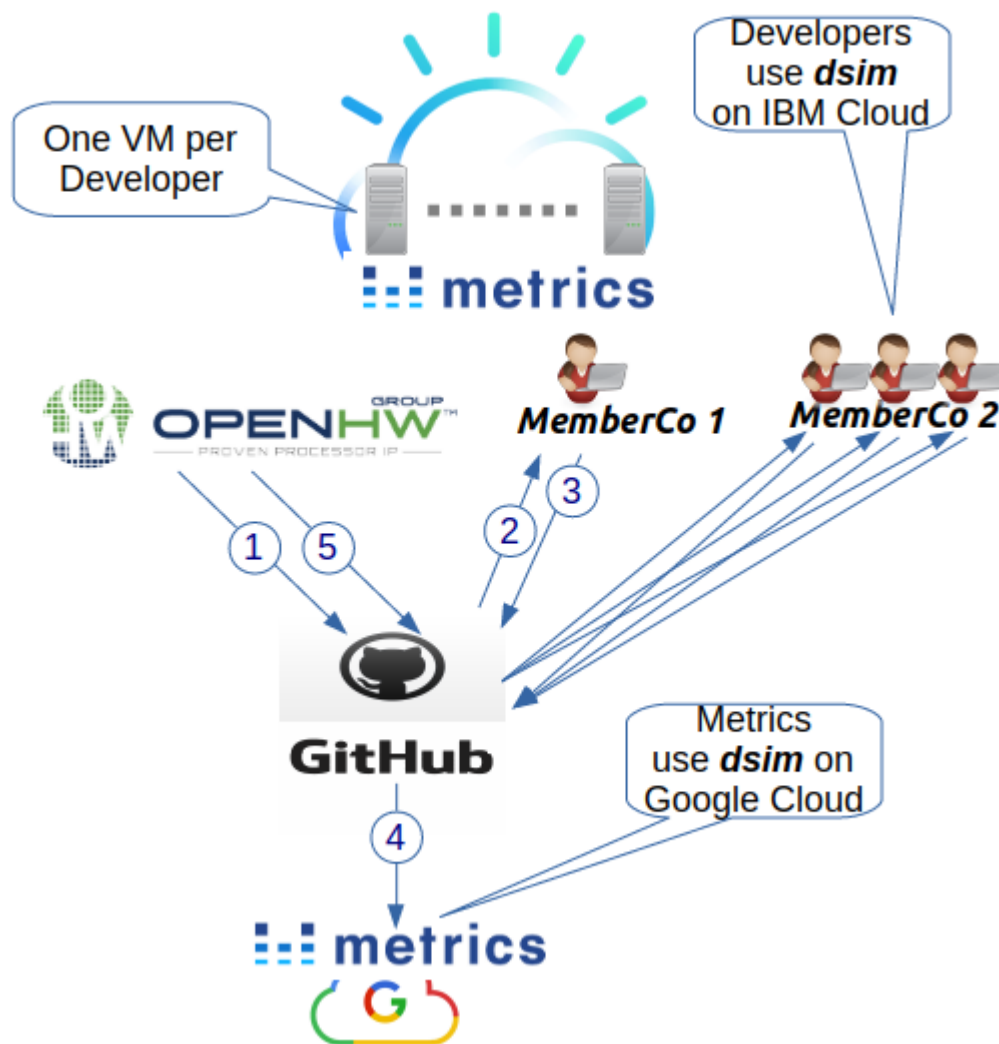 Developers
use dsim
on IBM Cloud
One VM per
Developer
metrics
GROUP
OPENHW™
PROVEN PROCESSOR IP
MemberCo 1
MemberCo 2
1
5
2
3
GitHub
Metrics
use dsim on
Google Cloud
4
metrics
G